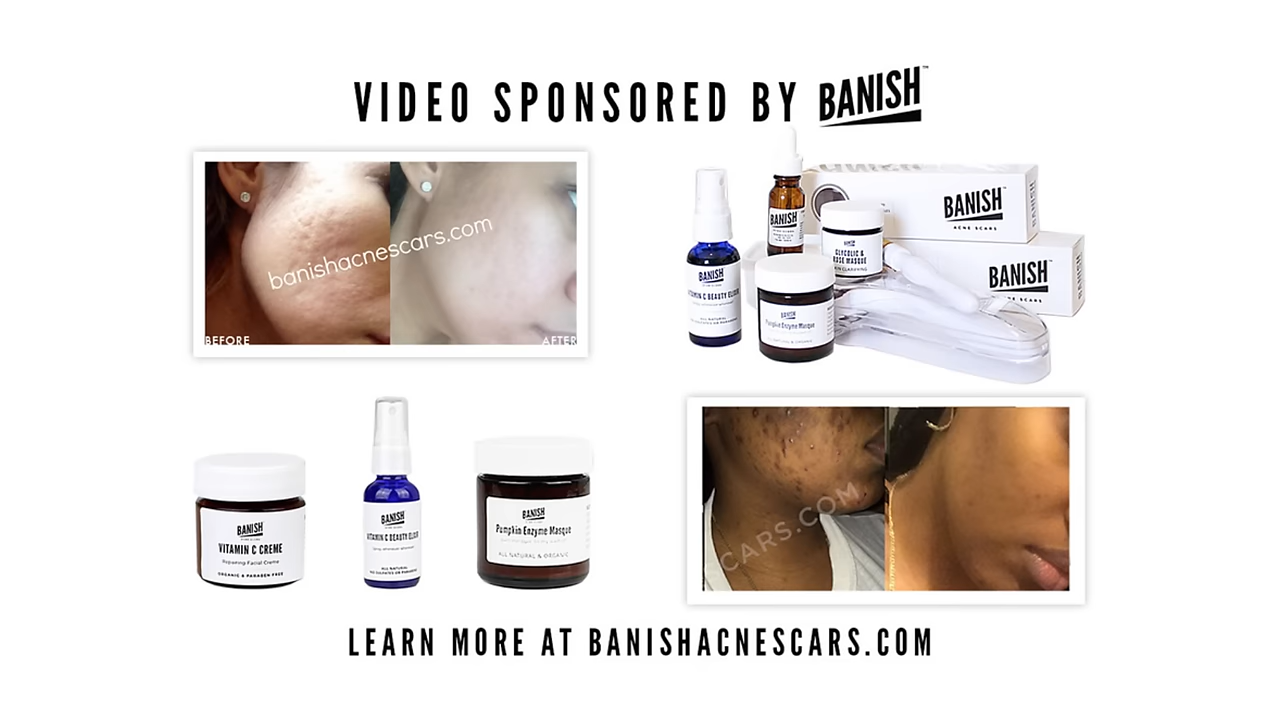 VIDEO SPONSORED BY BANISH™
banishacnescars.com
BEFORE
AFTER
BANISH
ACNE SCARS
BANISH
SCARS
BANISH
BANISH
VITAMIN C BEAUTY ELIXIR
ALL NATURAL
BANISH
GLYCOLIC &
ROSE MASQUE
BANISH
Pumpkin Enzyme Masque
BANISH
VITAMIN C CREME
Repairing Facial Creme
ORGANIC & PARABEN FREE
BANISH
VITAMIN C BEAUTY ELIXIR
ALL NATURAL
BANISH
Pumpkin Enzyme Masque
ALL NATURAL & ORGANIC
CARS.COM
LEARN MORE AT BANISHACNESCARS.COM